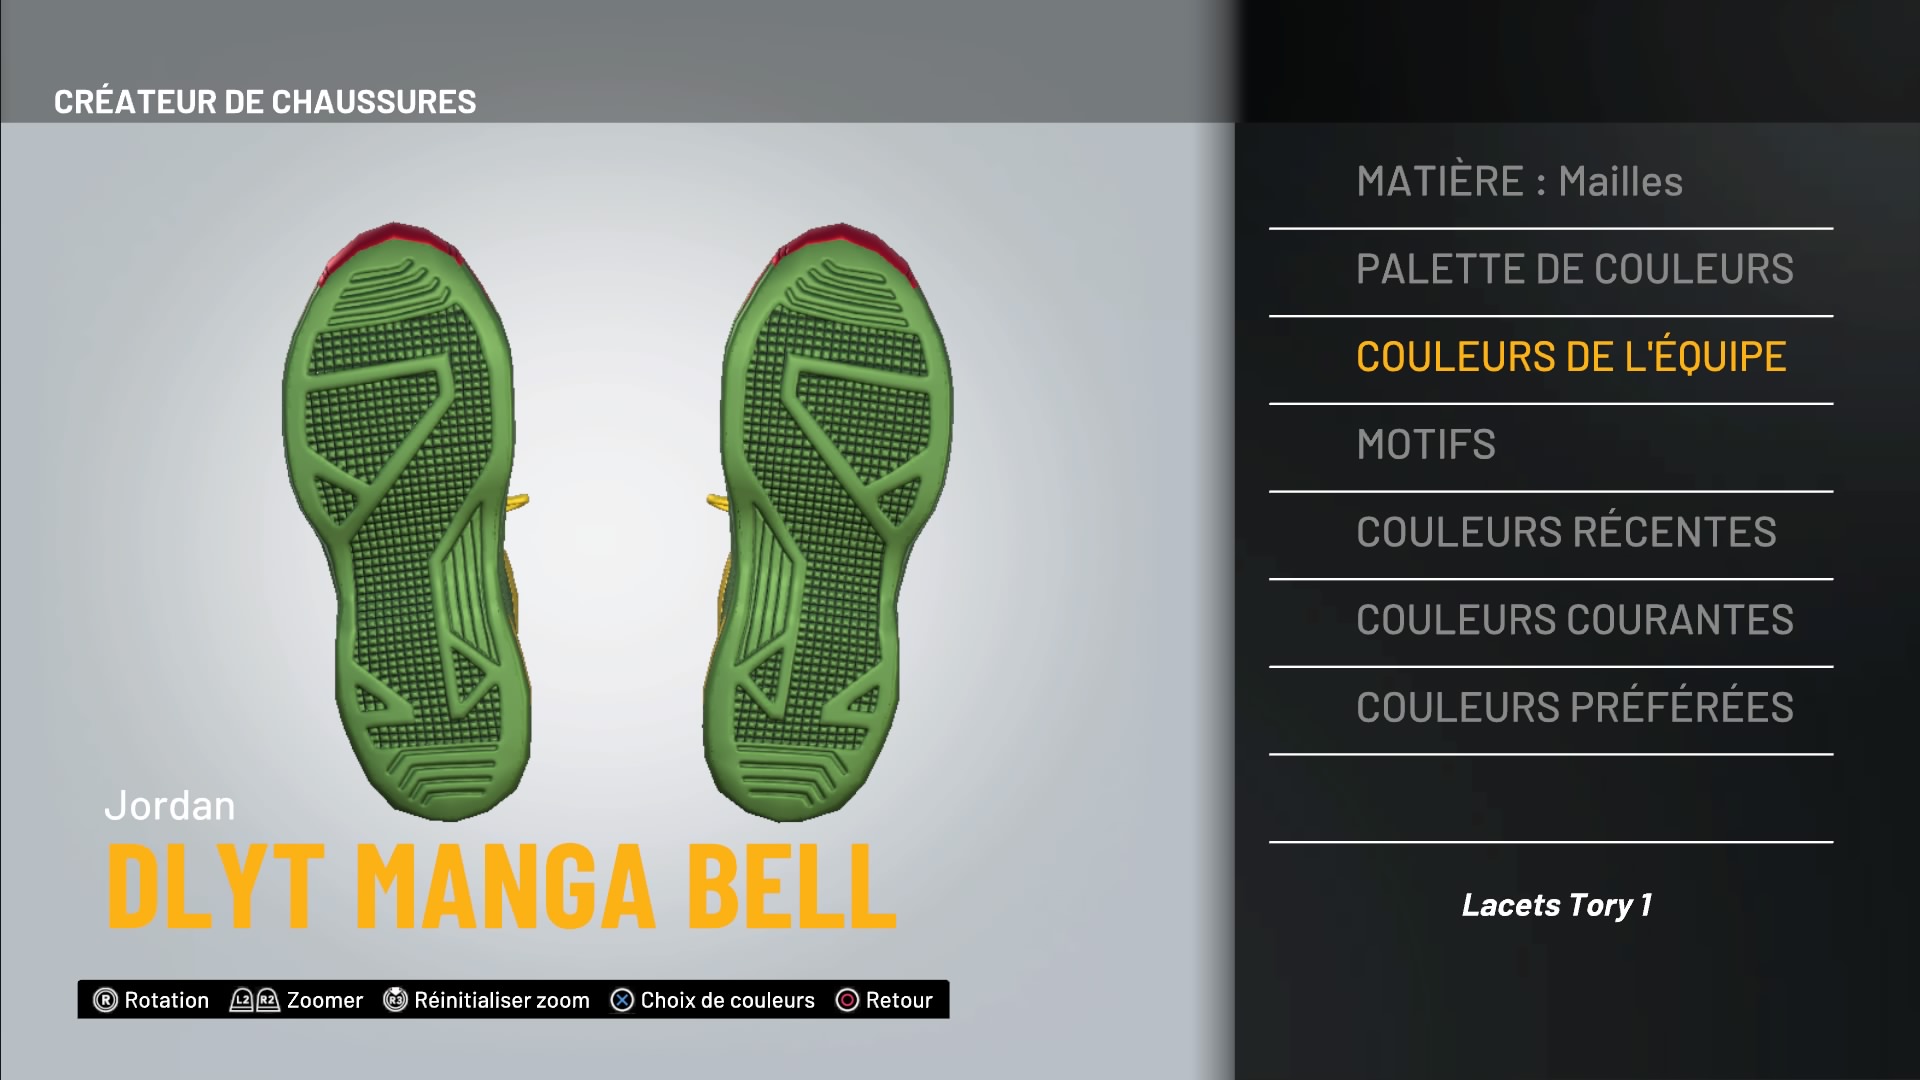 CRÉATEUR DE CHAUSSURES
MATIÈRE : Mailles
PALETTE DE COULEURS
COULEURS DE L'ÉQUIPE
MOTIFS
COULEURS RÉCENTES
COULEURS COURANTES
COULEURS PRÉFÉRÉES
Lacets Tory 1
Jordan
DLYT MANGA BELL
R Rotation L2 R2 Zoomer R3 Réinitialiser zoom Choix de couleurs Retour